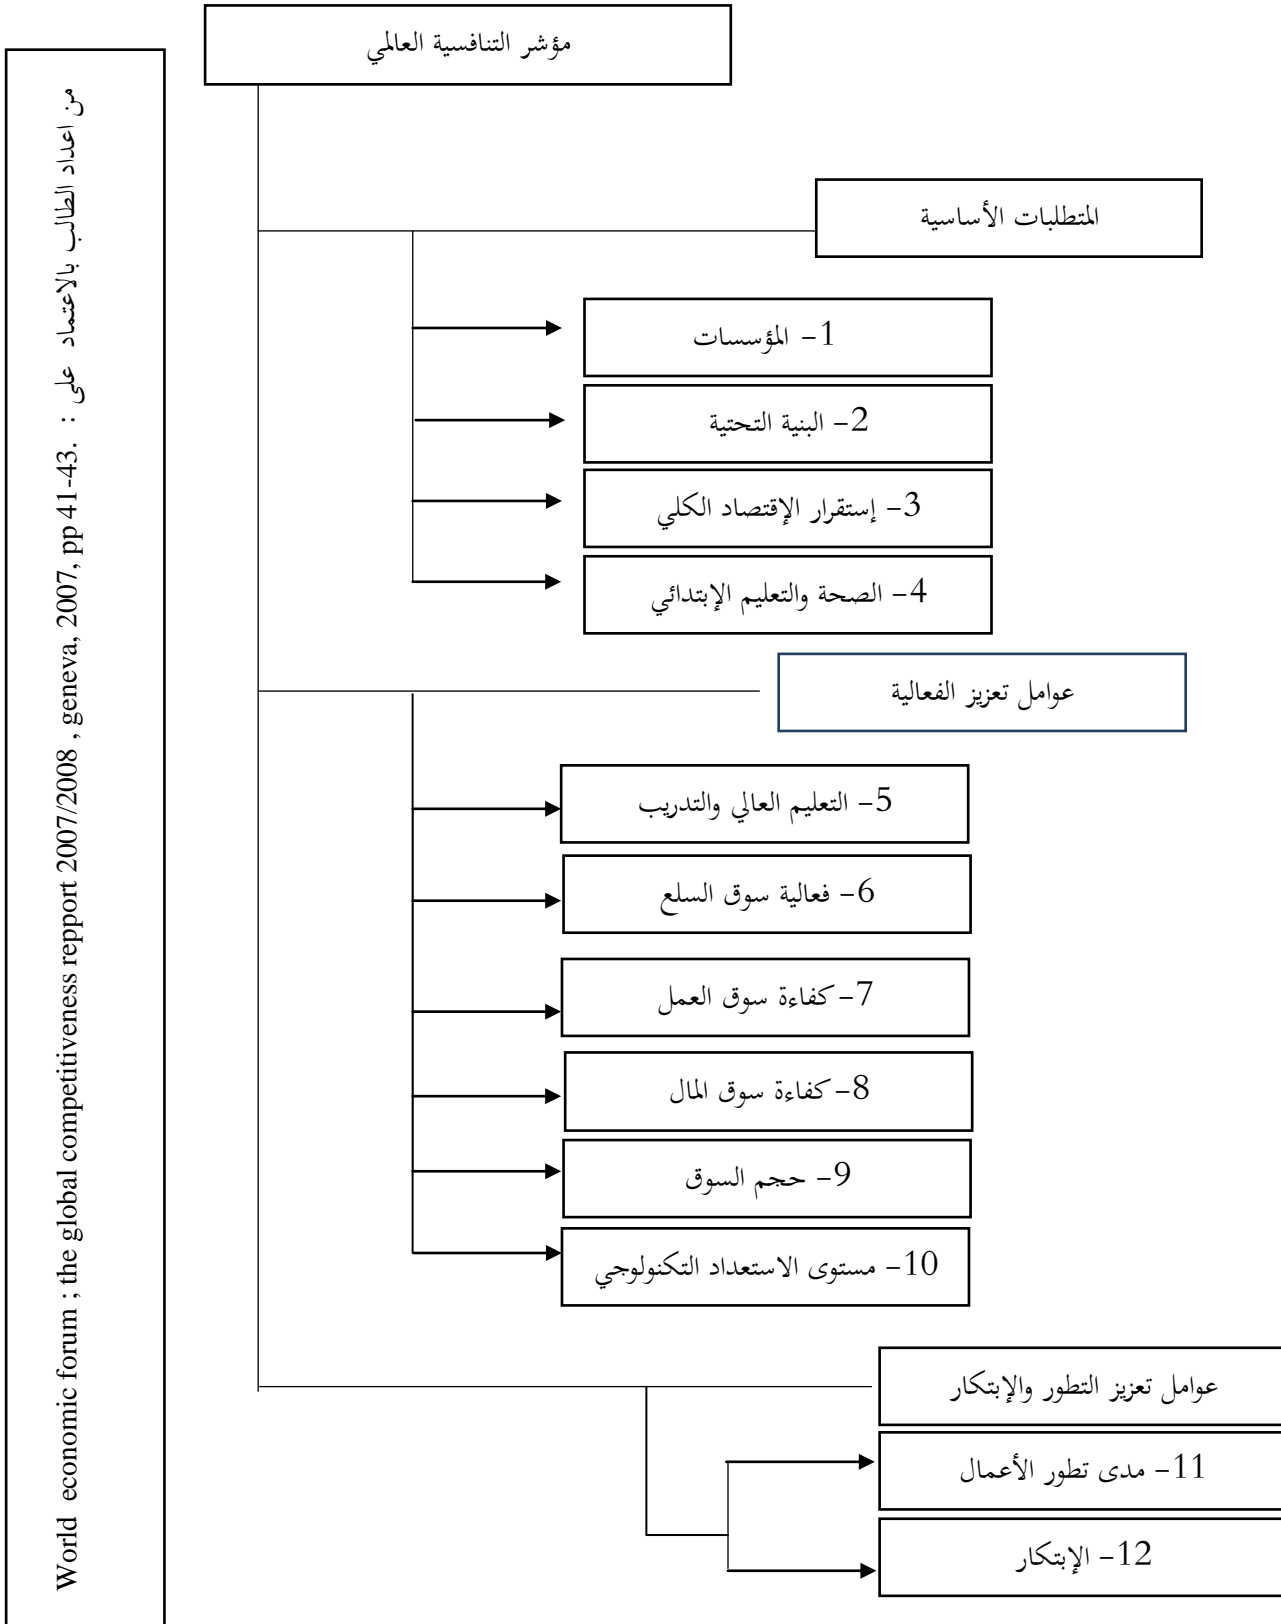 مؤشر التنافسية العالمي
المتطلبات الأساسية
1- المؤسسات
2- البنية التحتية
3- إستقرار الإقتصاد الكلي
4- الصحة والتعليم الإبتدائي
عوامل تعزيز الفعالية
5- التعليم العالي والتدريب
6- فعالية سوق السلع
7- كفاءة سوق العمل
8- كفاءة سوق المال
9- حجم السوق
10- مستوى الاستعداد التكنولوجي
عوامل تعزيز التطور والإبتكار
11- مدى تطور الأعمال
12- الإبتكار
من اعداد الطالب بالاعتماد على :
World economic forum ; the global competitiveness repport 2007/2008 , geneva, 2007, pp 41-43.